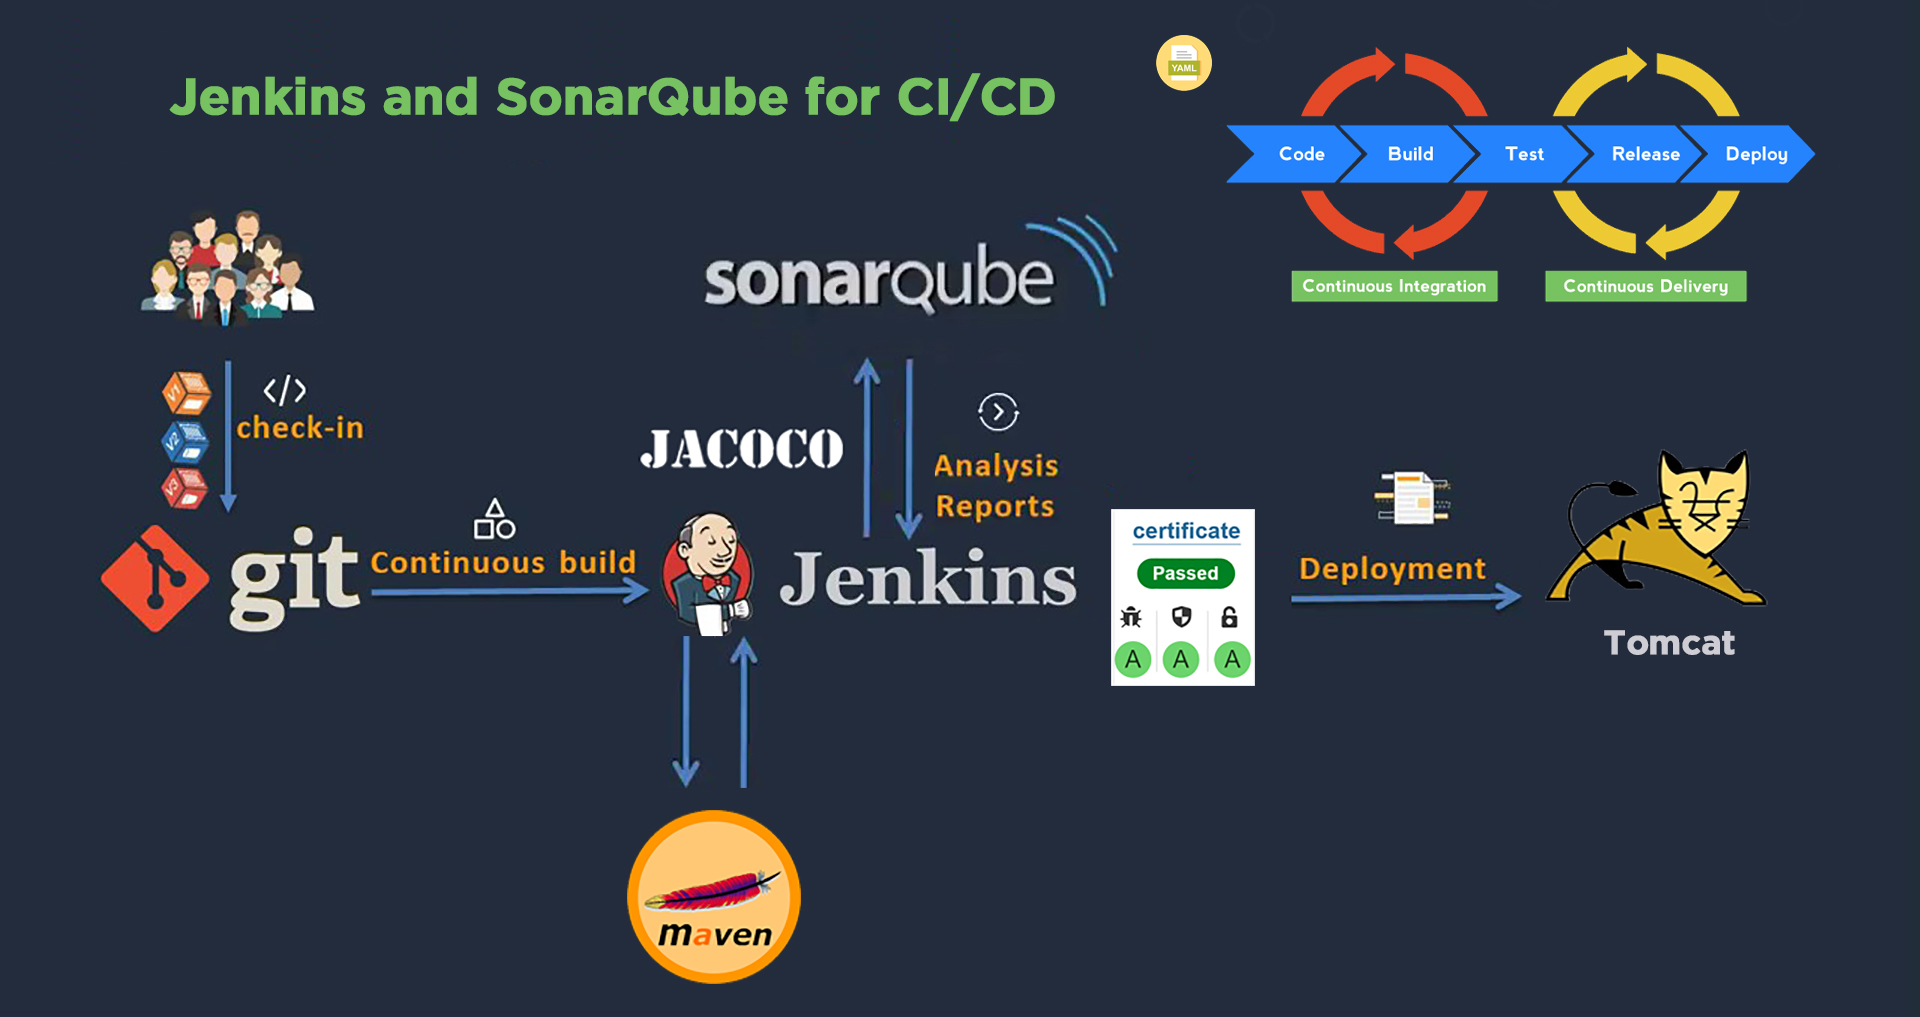 Jenkins and SonarQube for CI/CD
YAML
Code Build Test Release Deploy
Continuous Integration Continuous Delivery
sonarqube
V1
</>
check-in
V2
V3
JACOCO
Analysis
Reports
git
Continuous build
Jenkins
certificate
Passed
A A A
Deployment
Tomcat
maven